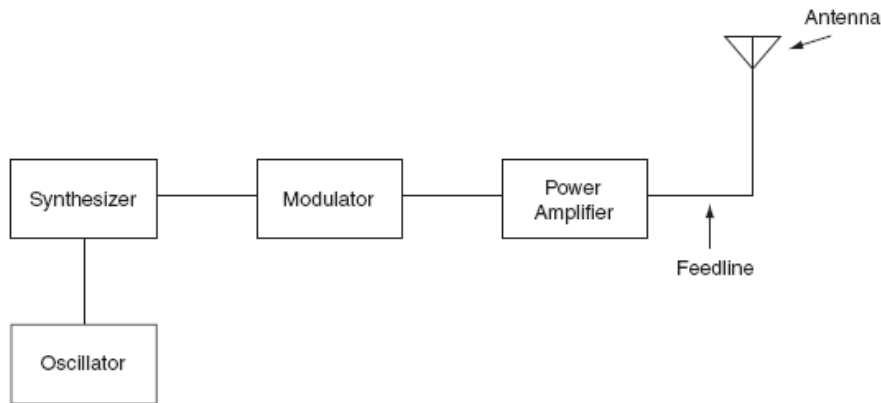 Antenna
Synthesizer
Modulator
Power
Amplifier
Feedline
Oscillator